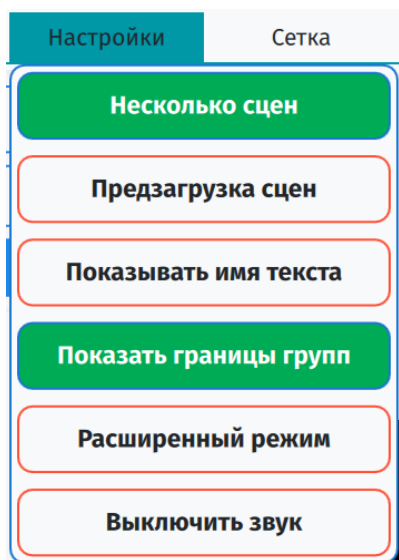 Настройки Сетка
Несколько сцен
Предзагрузка сцен
Показывать имя текста
Показать границы групп
Расширенный режим
Выключить звук